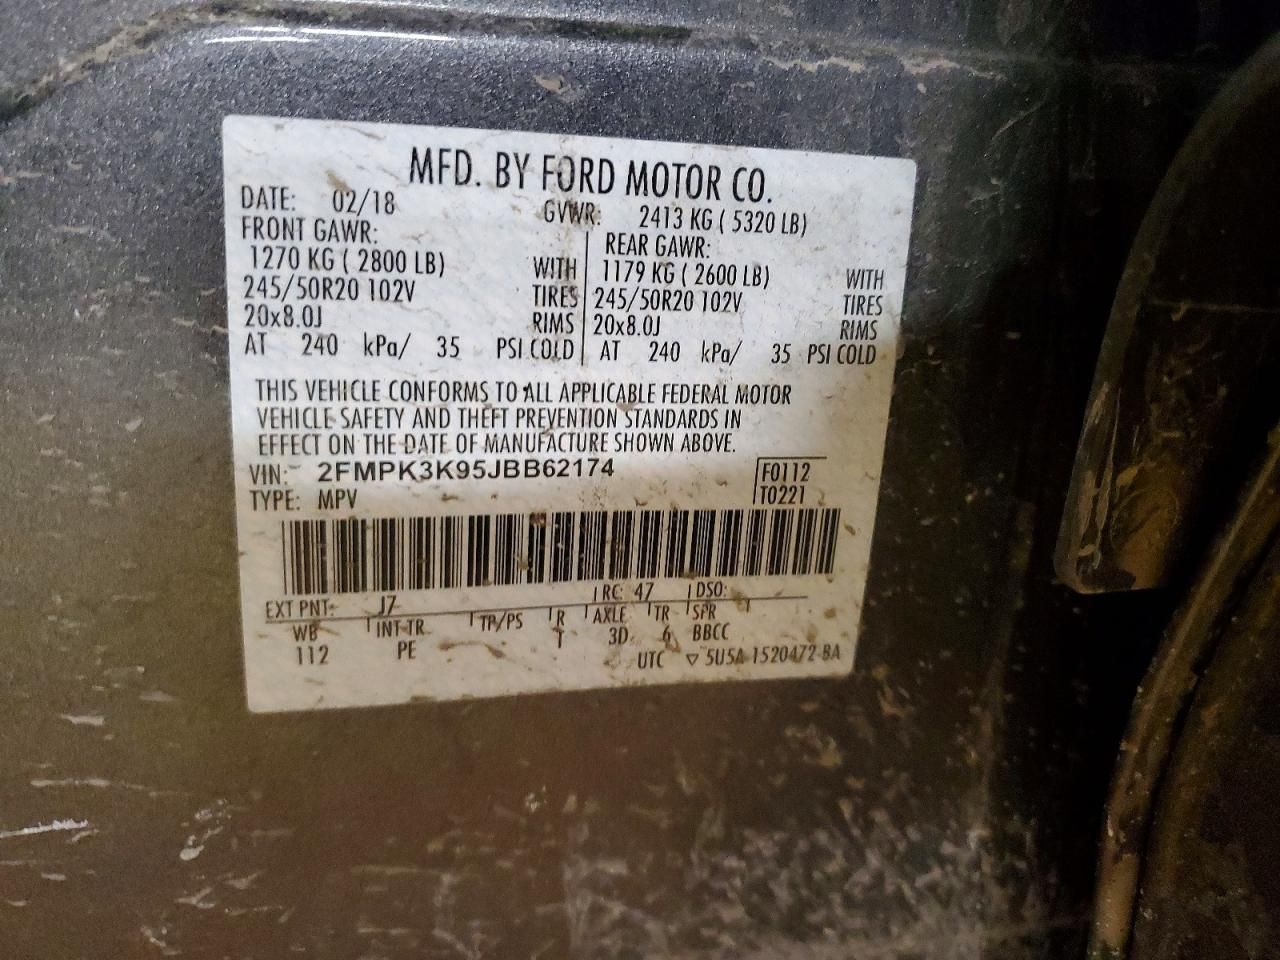 MFD. BY FORD MOTOR CO.
DATE: 02/18 GVWR: 2413 KG ( 5320 LB)
FRONT GAWR: REAR GAWR:
1270 KG ( 2800 LB) WITH 1179 KG ( 2600 LB) WITH
245/50R20 102V TIRES 245/50R20 102V TIRES
20x8.0J RIMS 20x8.0J RIMS
AT 240 kPa/ 35 PSI COLD AT 240 kPa/ 35 PSI COLD
THIS VEHICLE CONFORMS TO ALL APPLICABLE FEDERAL MOTOR
VEHICLE SAFETY AND THEFT PREVENTION STANDARDS IN
EFFECT ON THE DATE OF MANUFACTURE SHOWN ABOVE.
VIN: 2FMPK3K95JBB62174 F0112
TYPE: MPV T0221
EXT PNT: J7 RC: 47 DSO:
WB INT TR TP/PS R AXLE TR SPR
112 PE T 3D 6 BBCC
UTC ▽ 5U5A 1520472-BA